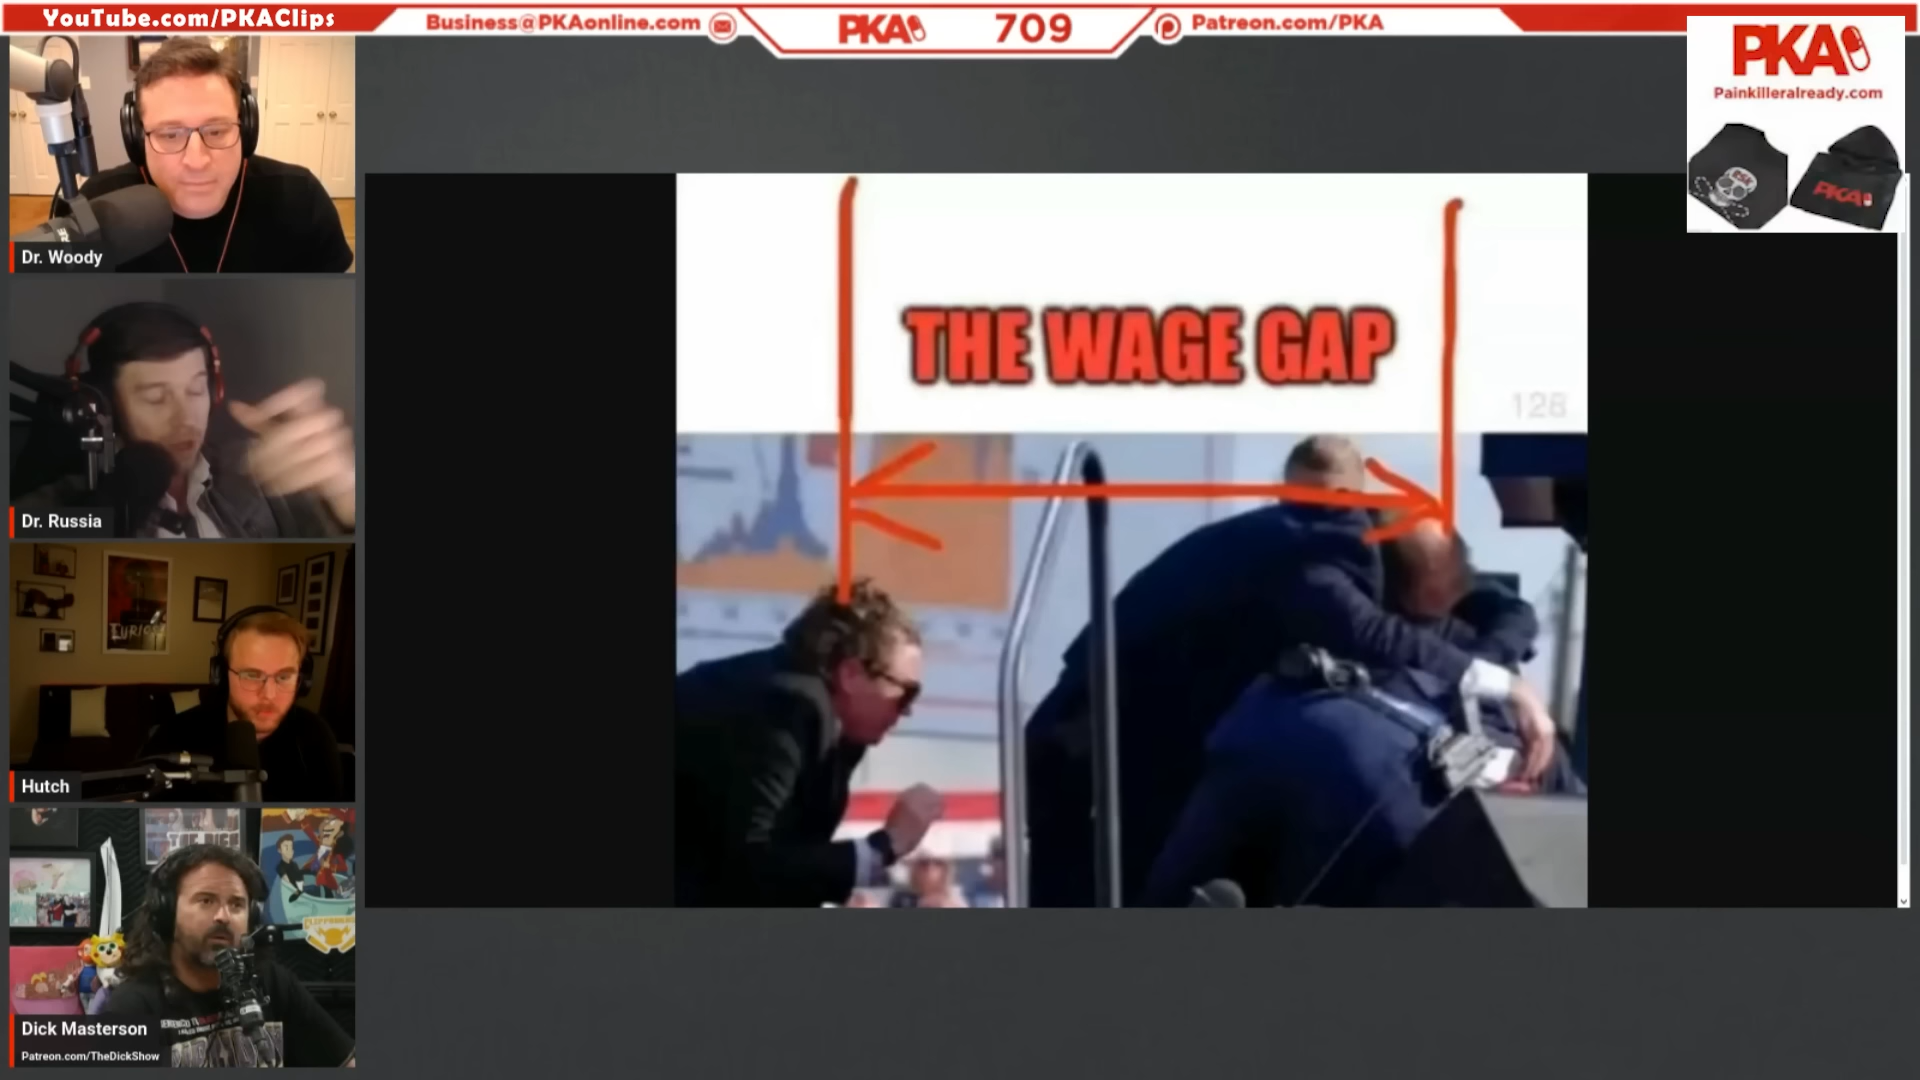 YouTube.com/PKAClips
Business@PKAonline.com
PKA
709
Patreon.com/PKA
PKA
Painkilleralready.com
PKA
THE WAGE GAP
128
Dr. Woody
Dr. Russia
Hutch
Dick Masterson
Patreon.com/TheDickShow